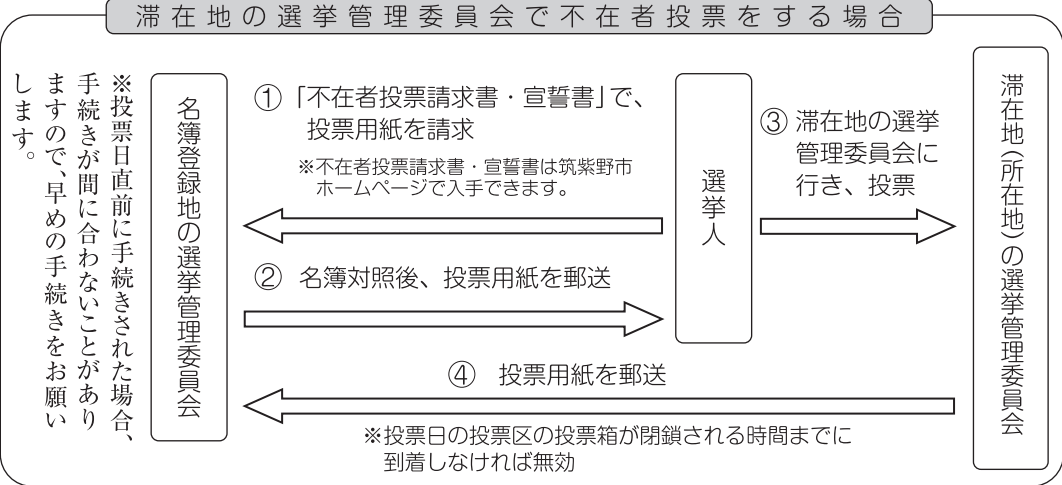 滞在地の選挙管理委員会で不在者投票をする場合
滞在地（所在地）の選挙管理委員会
選挙人
名簿登録地の選挙管理委員会
①「不在者投票請求書・宣誓書」で、
投票用紙を請求
※不在者投票請求書・宣誓書は筑紫野市
ホームページで入手できます。
② 名簿対照後、投票用紙を郵送
③ 滞在地の選挙
管理委員会に
行き、投票
④ 投票用紙を郵送
※投票日の投票区の投票箱が閉鎖される時間までに
到着しなければ無効
※投票日直前に手続きされた場合、
手続きが間に合わないことがあり
ますので、早めの手続きをお願い
します。